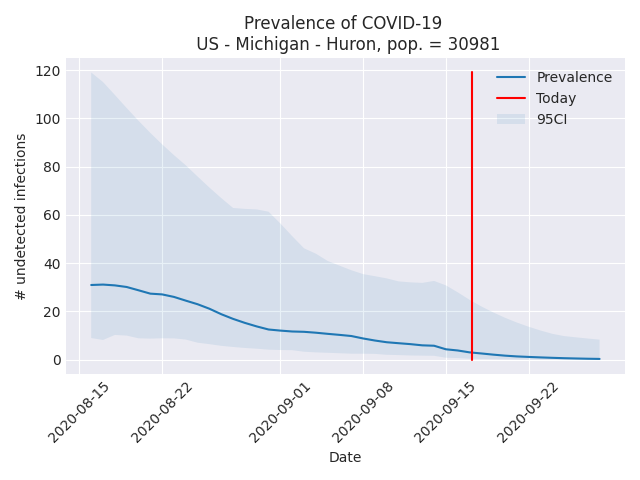 Prevalence of COVID-19
US - Michigan - Huron, pop. = 30981
# undetected infections
120
100
80
60
40
20
0
Prevalence
Today
95CI
2020-08-15
2020-08-22
2020-09-01
2020-09-08
2020-09-15
2020-09-22
Date